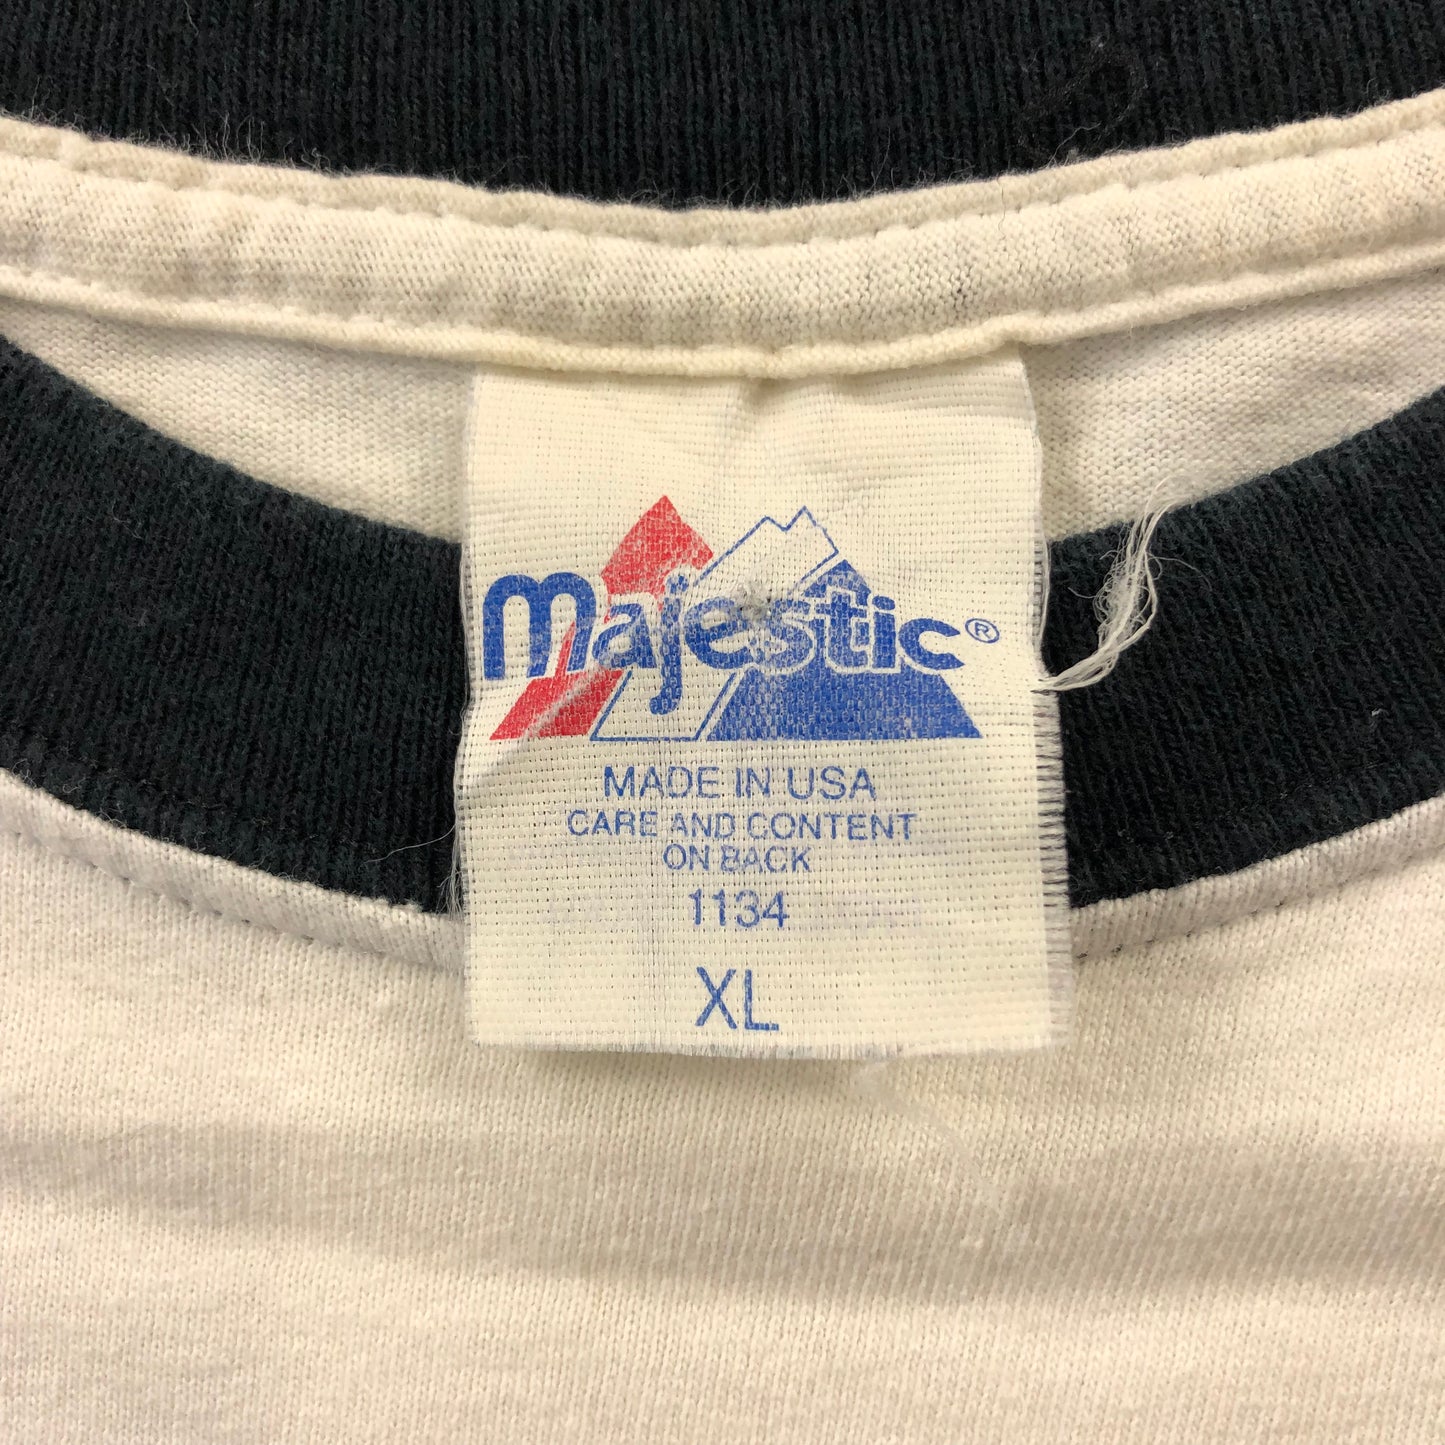 majestic®
MADE IN USA
CARE AND CONTENT
ON BACK
1134
XL